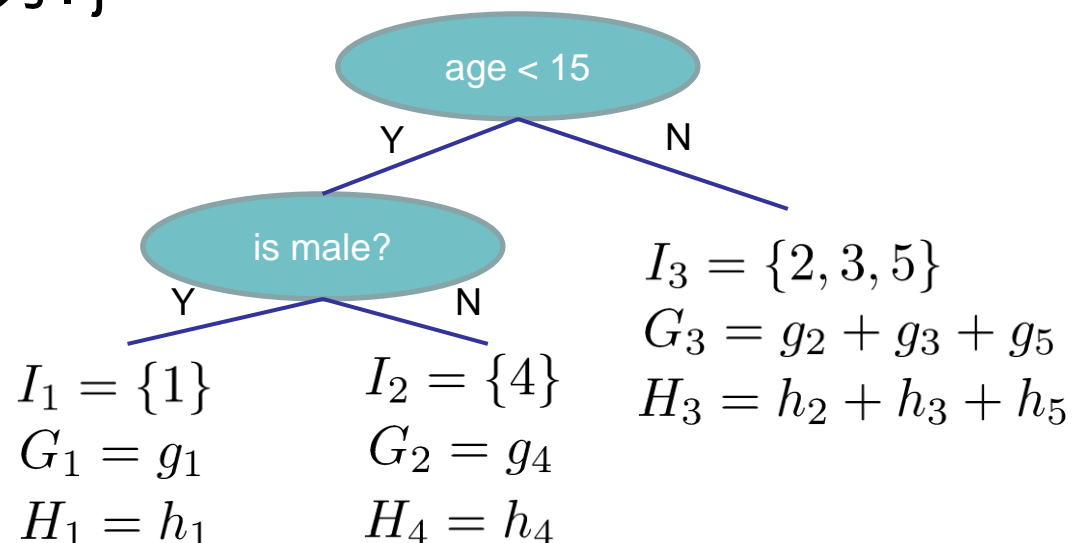 age < 15
Y
N
is male?
Y
N
I₁ = {1}
G₁ = g₁
H₁ = h₁
I₂ = {4}
G₂ = g₄
H₄ = h₄
I₃ = {2, 3, 5}
G₃ = g₂ + g₃ + g₅
H₃ = h₂ + h₃ + h₅